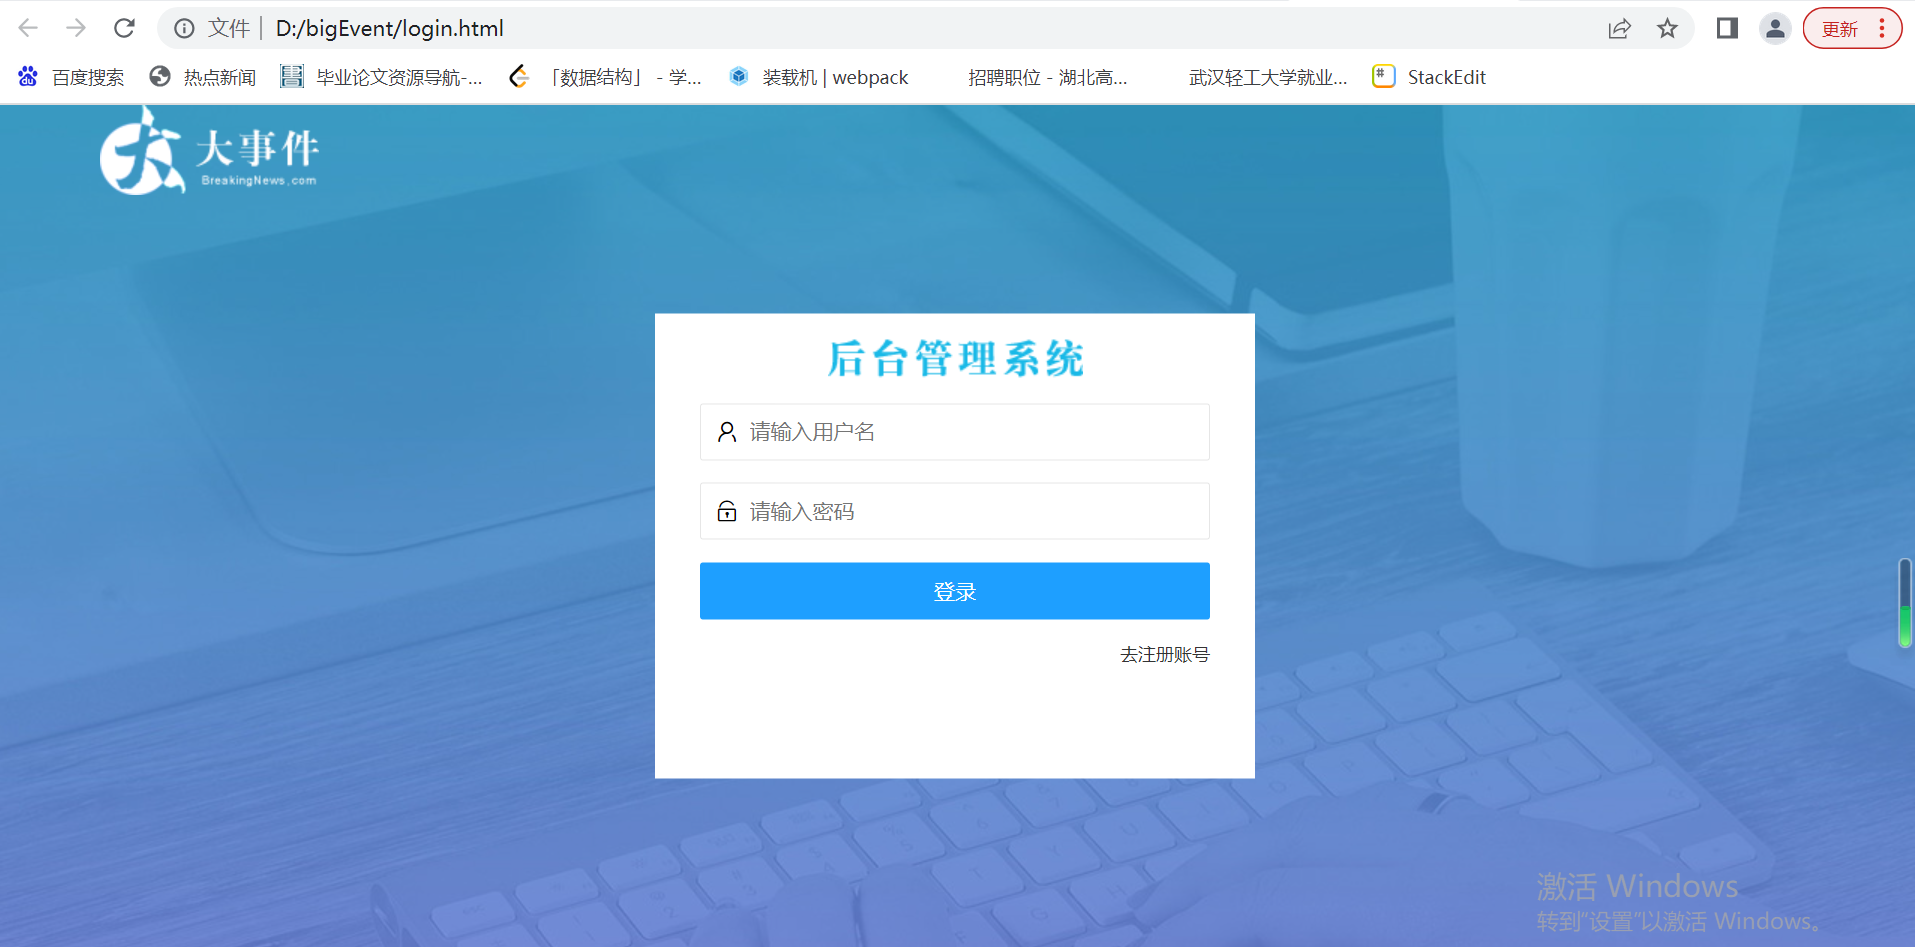 文件 | D:/bigEvent/login.html
更新
百度搜索 热点新闻 毕业论文资源导航-... 「数据结构」 - 学... 装载机 | webpack 招聘职位 - 湖北高... 武汉轻工大学就业... StackEdit
大事件
BreakingNews.com
后台管理系统
请输入用户名
请输入密码
登录
去注册账号
激活 Windows
转到"设置"以激活 Windows。